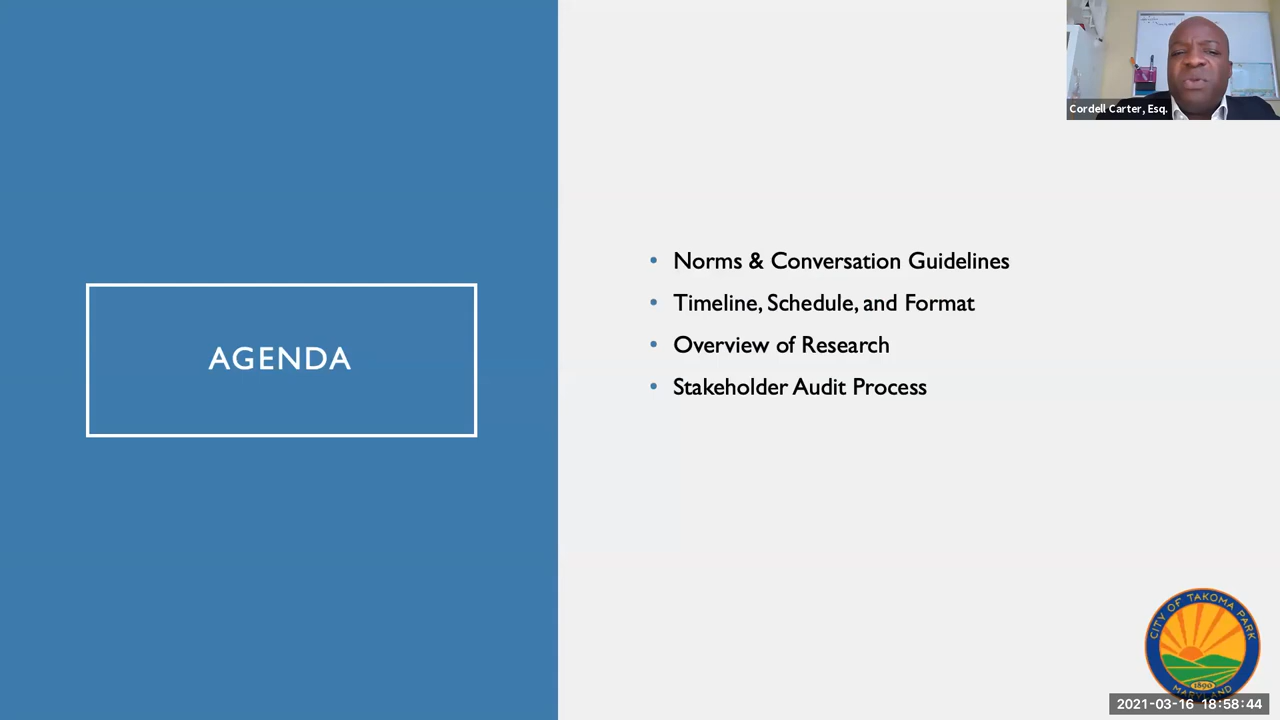 Cordell Carter, Esq.
AGENDA
• Norms & Conversation Guidelines
• Timeline, Schedule, and Format
• Overview of Research
• Stakeholder Audit Process
CITY OF TAKOMA PARK
1890
MARYLAND
2021-03-16 18:58:44